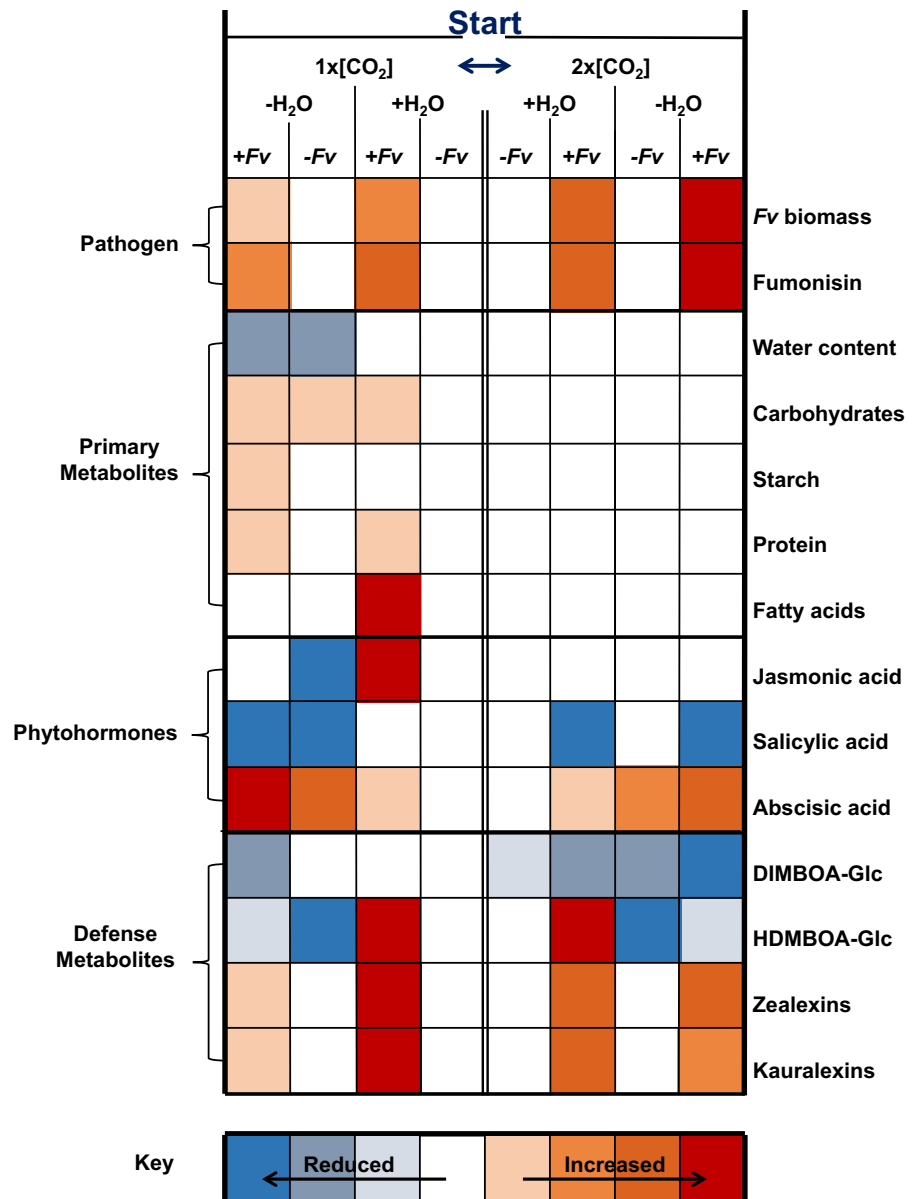 Start
1x[CO₂] 2x[CO₂]
-H₂O +H₂O +H₂O -H₂O
+Fv -Fv +Fv -Fv -Fv +Fv -Fv +Fv
Pathogen
Fv biomass
Fumonisin
Primary
Metabolites
Water content
Carbohydrates
Starch
Protein
Fatty acids
Phytohormones
Jasmonic acid
Salicylic acid
Abscisic acid
Defense
Metabolites
DIMBOA-Glc
HDMBOA-Glc
Zealexins
Kauralexins
Key Reduced Increased